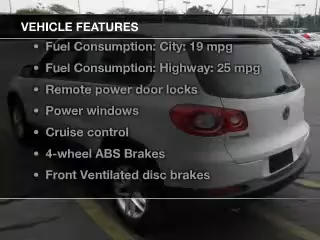 VEHICLE FEATURES
• Fuel Consumption: City: 19 mpg
• Fuel Consumption: Highway: 25 mpg
• Remote power door locks
• Power windows
• Cruise control
• 4-wheel ABS Brakes
• Front Ventilated disc brakes